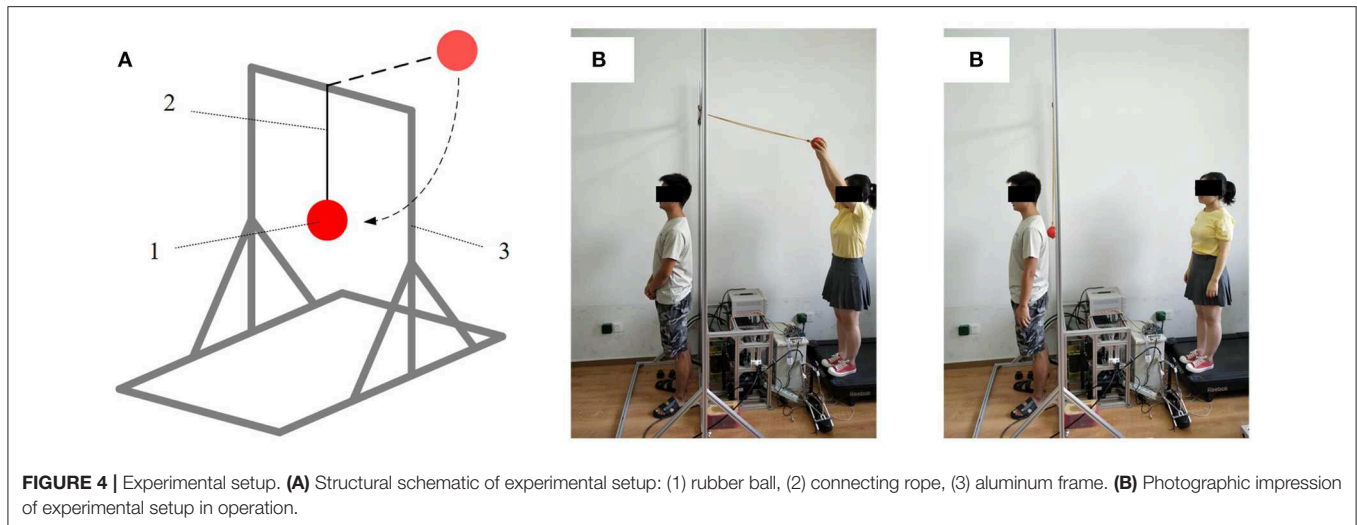 A
2
1
3
B
B
Reebok
FIGURE 4 | Experimental setup. (A) Structural schematic of experimental setup: (1) rubber ball, (2) connecting rope, (3) aluminum frame. (B) Photographic impression
of experimental setup in operation.